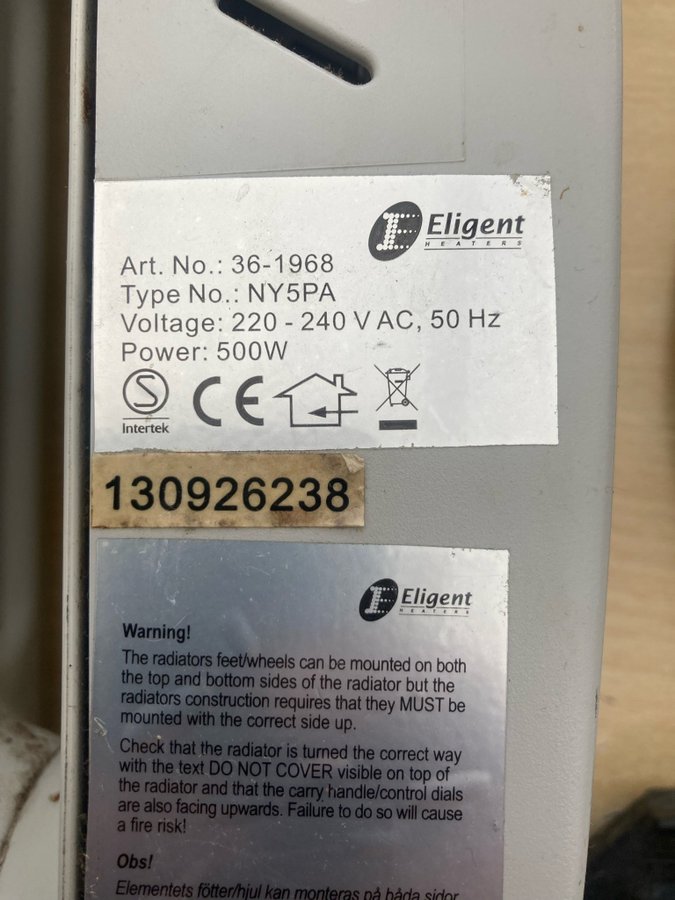 Eligent
HEATERS
Art. No.: 36-1968
Type No.: NY5PA
Voltage: 220 - 240 V AC, 50 Hz
Power: 500W
S
Intertek
CE
130926238
Eligent
HEATERS
Warning!
The radiators feet/wheels can be mounted on both
the top and bottom sides of the radiator but the
radiators construction requires that they MUST be
mounted with the correct side up.
Check that the radiator is turned the correct way
with the text DO NOT COVER visible on top of
the radiator and that the carry handle/control dials
are also facing upwards. Failure to do so will cause
a fire risk!
Obs!
Elementets fötter/hjul kan monteras på båda sidor